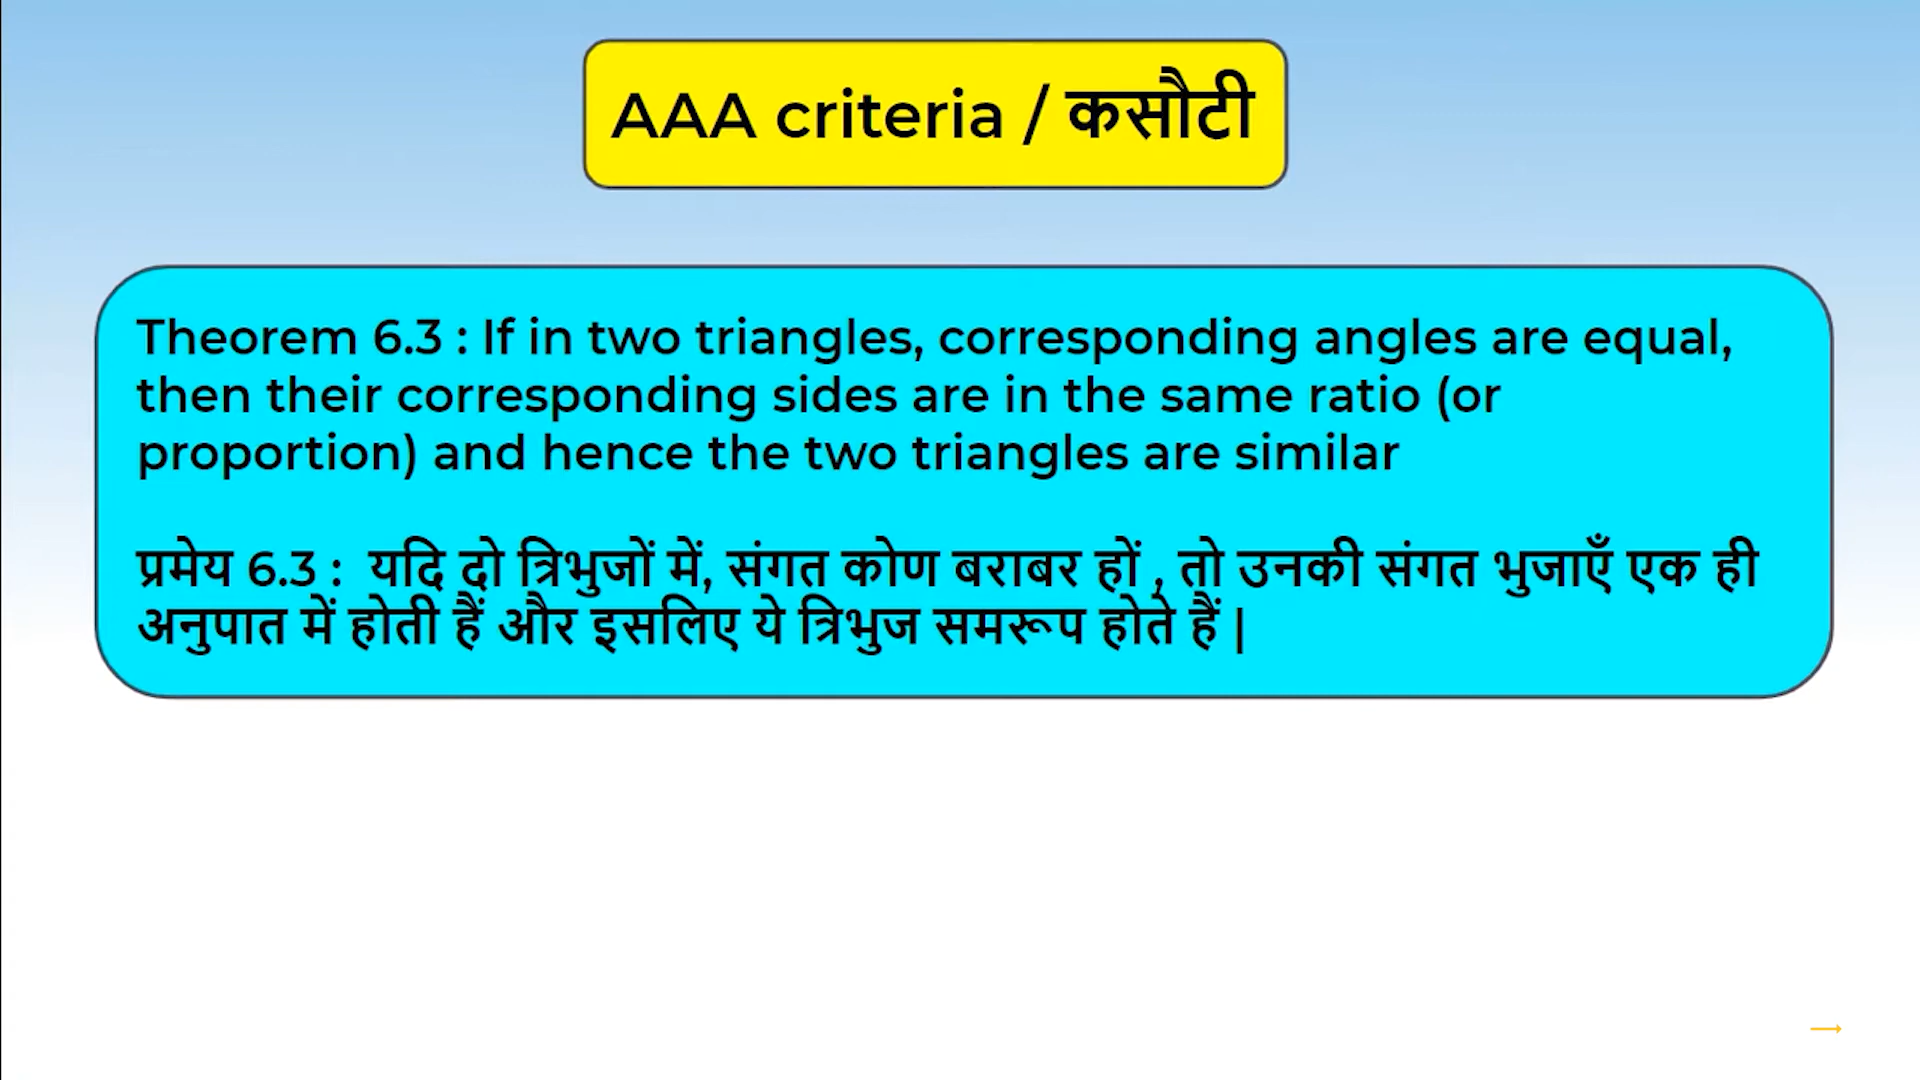 AAA criteria / कसौटी
Theorem 6.3 : If in two triangles, corresponding angles are equal,
then their corresponding sides are in the same ratio (or
proportion) and hence the two triangles are similar
प्रमेय 6.3 : यदि दो त्रिभुजों में, संगत कोण बराबर हों , तो उनकी संगत भुजाएँ एक ही
अनुपात में होती हैं और इसलिए ये त्रिभुज समरूप होते हैं |